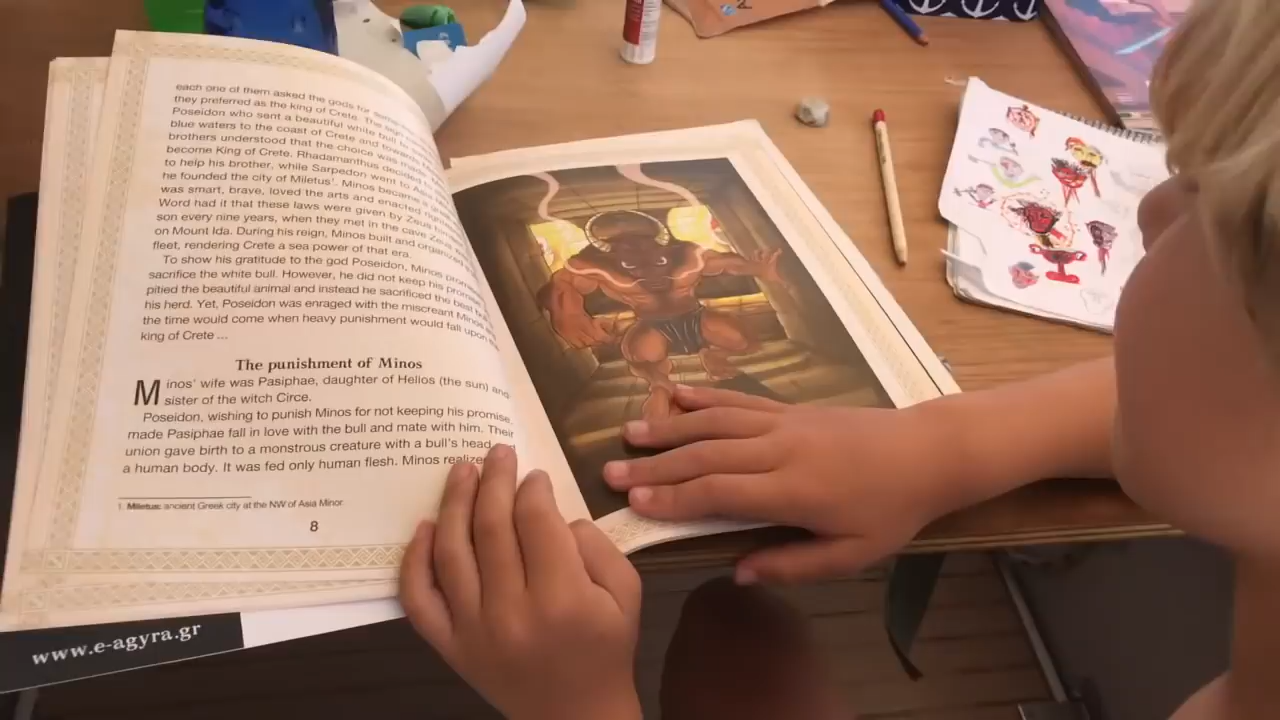 each one of them asked the gods for
they preferred as the king of Crete. The sign
Poseidon who sent a beautiful white bull
blue waters to the coast of Crete and towards
brothers understood that the choice was made
become King of Crete. Rhadamanthus decided to
to help his brother, while Sarpedon went to Asia
he founded the city of Miletus¹. Minos became a
was smart, brave, loved the arts and enacted
Word had it that these laws were given by Zeus
son every nine years, when they met in the cave
on Mount Ida. During his reign, Minos built and organized a
fleet, rendering Crete a sea power of that era.
To show his gratitude to the god Poseidon, Minos
sacrifice the white bull. However, he did not keep his
pitied the beautiful animal and instead he sacrificed the best
his herd. Yet, Poseidon was enraged with the miscreant Minos
the time would come when heavy punishment would fall upon
king of Crete ...
The punishment of Minos
Minos' wife was Pasiphae, daughter of Helios (the sun) and
sister of the witch Circe.
Poseidon, wishing to punish Minos for not keeping his promise,
made Pasiphae fall in love with the bull and mate with him. Their
union gave birth to a monstrous creature with a bull's head
a human body. It was fed only human flesh. Minos realized
1. Miletus: ancient Greek city at the NW of Asia Minor.
8
www.e-agyra.gr